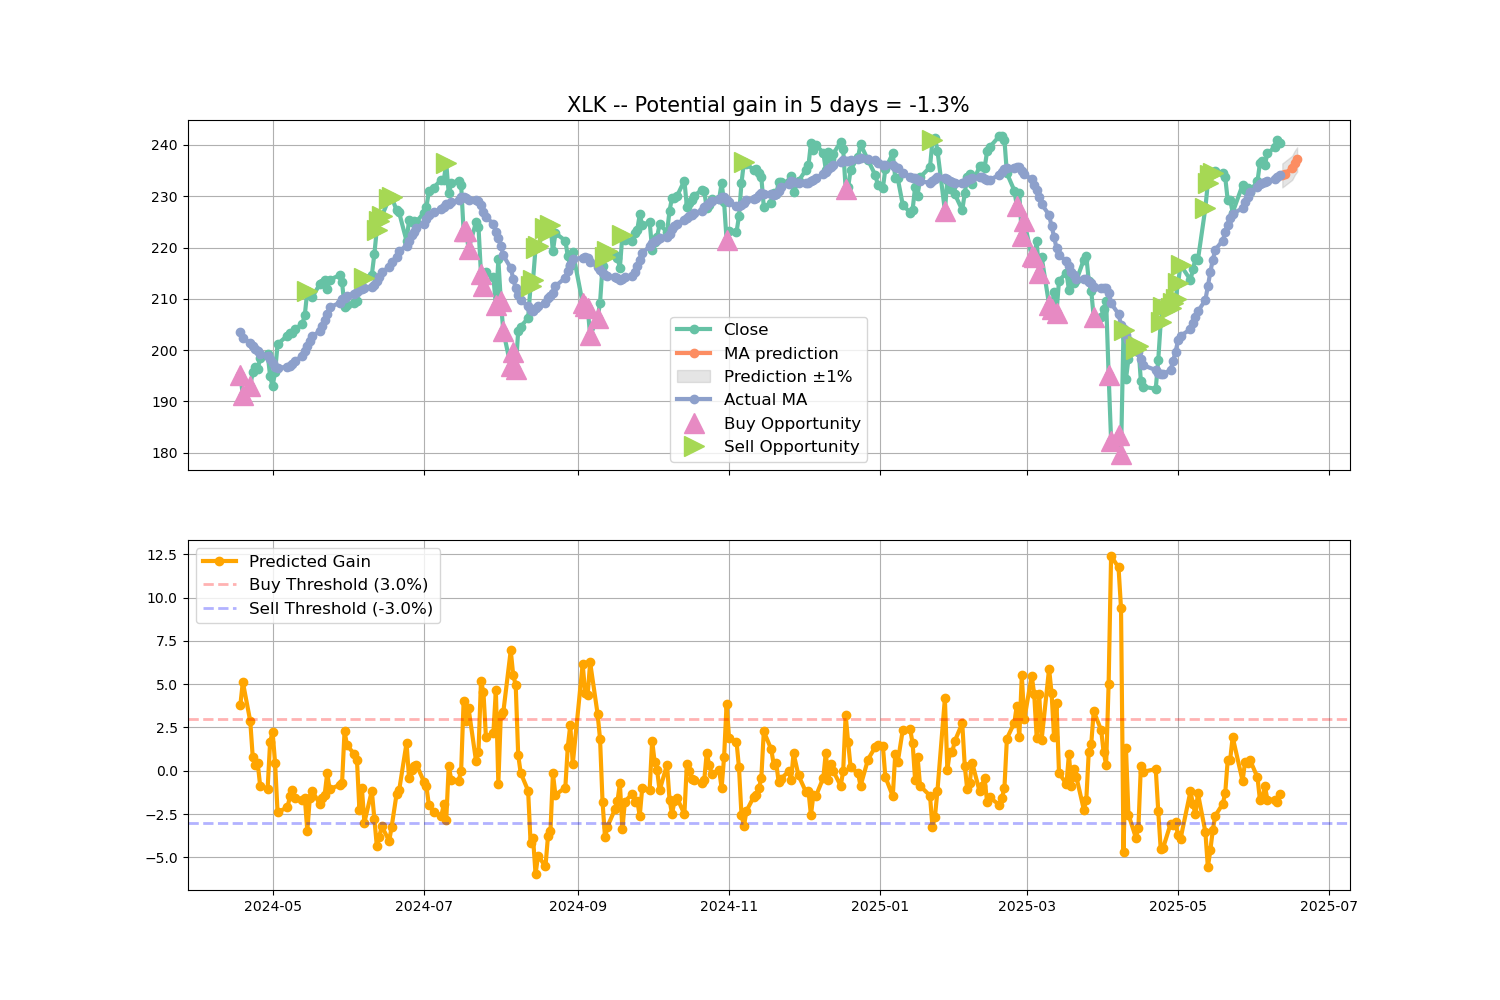 XLK -- Potential gain in 5 days = -1.3%
240
230
220
210
200
190
180
Close
MA prediction
Prediction ±1%
Actual MA
Buy Opportunity
Sell Opportunity
12.5
10.0
7.5
5.0
2.5
0.0
−2.5
−5.0
Predicted Gain
Buy Threshold (3.0%)
Sell Threshold (-3.0%)
2024-05
2024-07
2024-09
2024-11
2025-01
2025-03
2025-05
2025-07